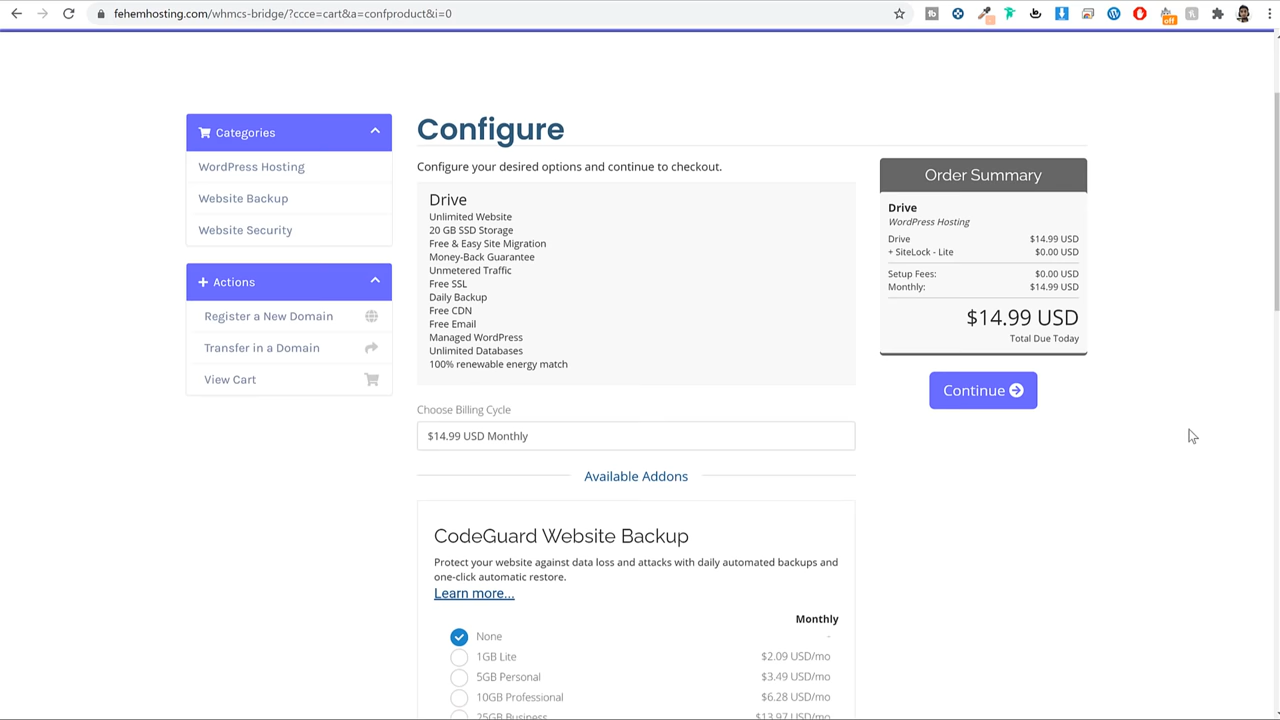 fehemhosting.com/whmcs-bridge/?ccce=cart&a=confproduct&i=0
off
Categories
WordPress Hosting
Website Backup
Website Security
Actions
Register a New Domain
Transfer in a Domain
View Cart
Configure
Configure your desired options and continue to checkout.
Drive
Unlimited Website
20 GB SSD Storage
Free & Easy Site Migration
Money-Back Guarantee
Unmetered Traffic
Free SSL
Daily Backup
Free CDN
Free Email
Managed WordPress
Unlimited Databases
100% renewable energy match
Choose Billing Cycle
$14.99 USD Monthly
Available Addons
CodeGuard Website Backup
Protect your website against data loss and attacks with daily automated backups and
one-click automatic restore.
Learn more...
Monthly
None -
1GB Lite $2.09 USD/mo
5GB Personal $3.49 USD/mo
10GB Professional $6.28 USD/mo
25GB Business $13.97 USD/mo
Order Summary
Drive
WordPress Hosting
Drive $14.99 USD
+ SiteLock - Lite $0.00 USD
Setup Fees: $0.00 USD
Monthly: $14.99 USD
$14.99 USD
Total Due Today
Continue